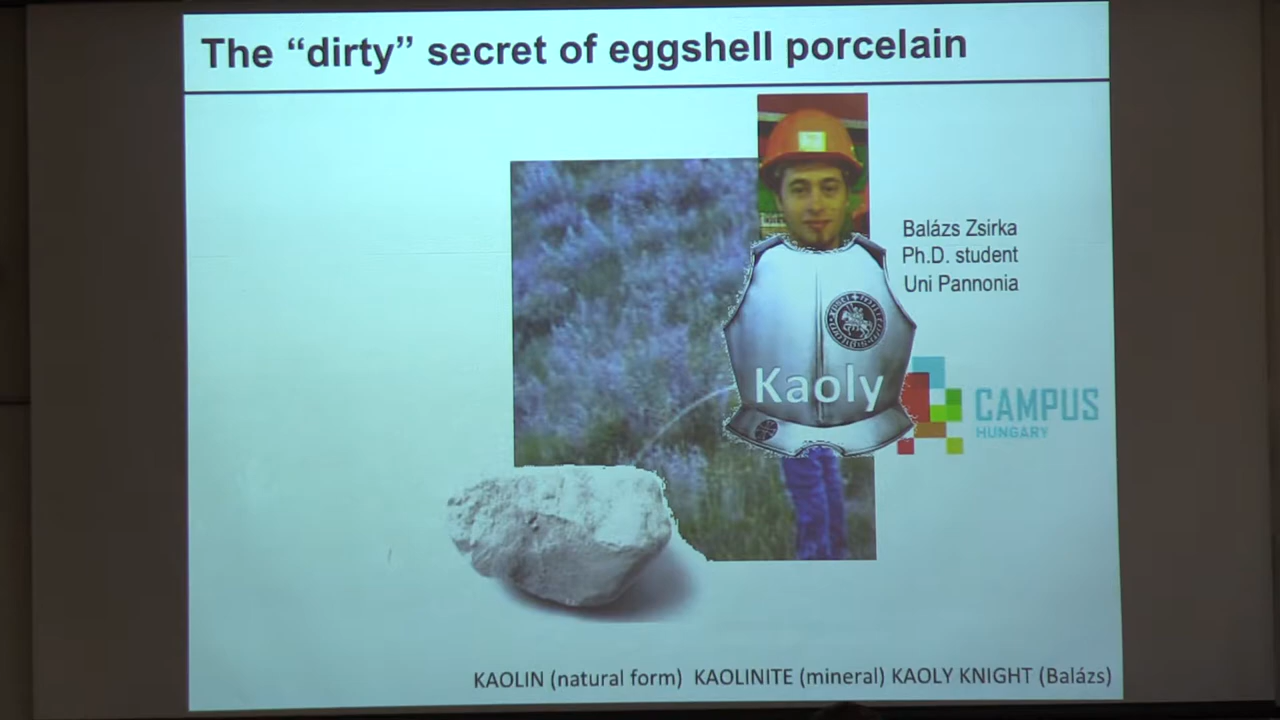 The “dirty” secret of eggshell porcelain
Balázs Zsirka
Ph.D. student
Uni Pannonia
Kaoly
CAMPUS
HUNGARY
KAOLIN (natural form) KAOLINITE (mineral) KAOLY KNIGHT (Balázs)